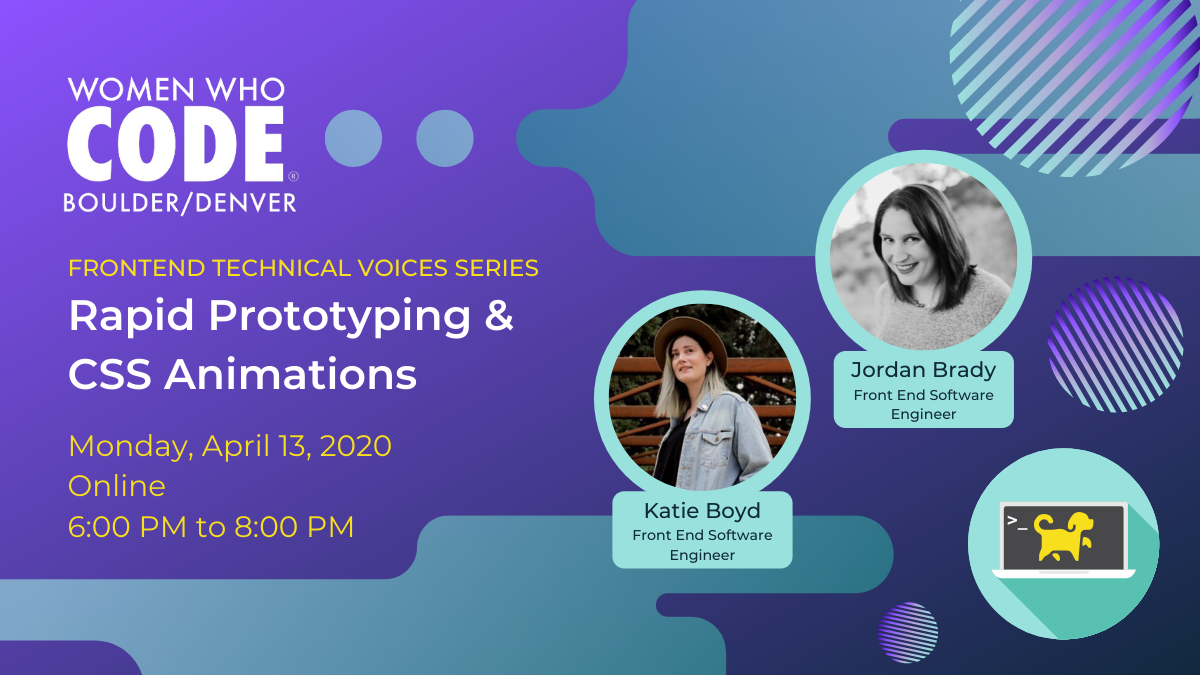 WOMEN WHO
CODE®
BOULDER/DENVER
FRONTEND TECHNICAL VOICES SERIES
Rapid Prototyping &
CSS Animations
Monday, April 13, 2020
Online
6:00 PM to 8:00 PM
Katie Boyd
Front End Software
Engineer
Jordan Brady
Front End Software
Engineer
>_